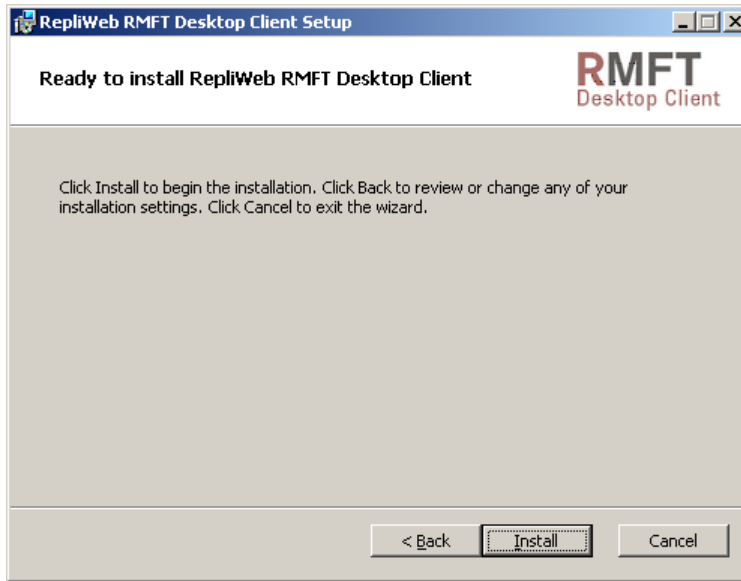 RepliWeb RMFT Desktop Client Setup
Ready to install RepliWeb RMFT Desktop Client
RMFT
Desktop Client
Click Install to begin the installation. Click Back to review or change any of your
installation settings. Click Cancel to exit the wizard.
< Back Install Cancel